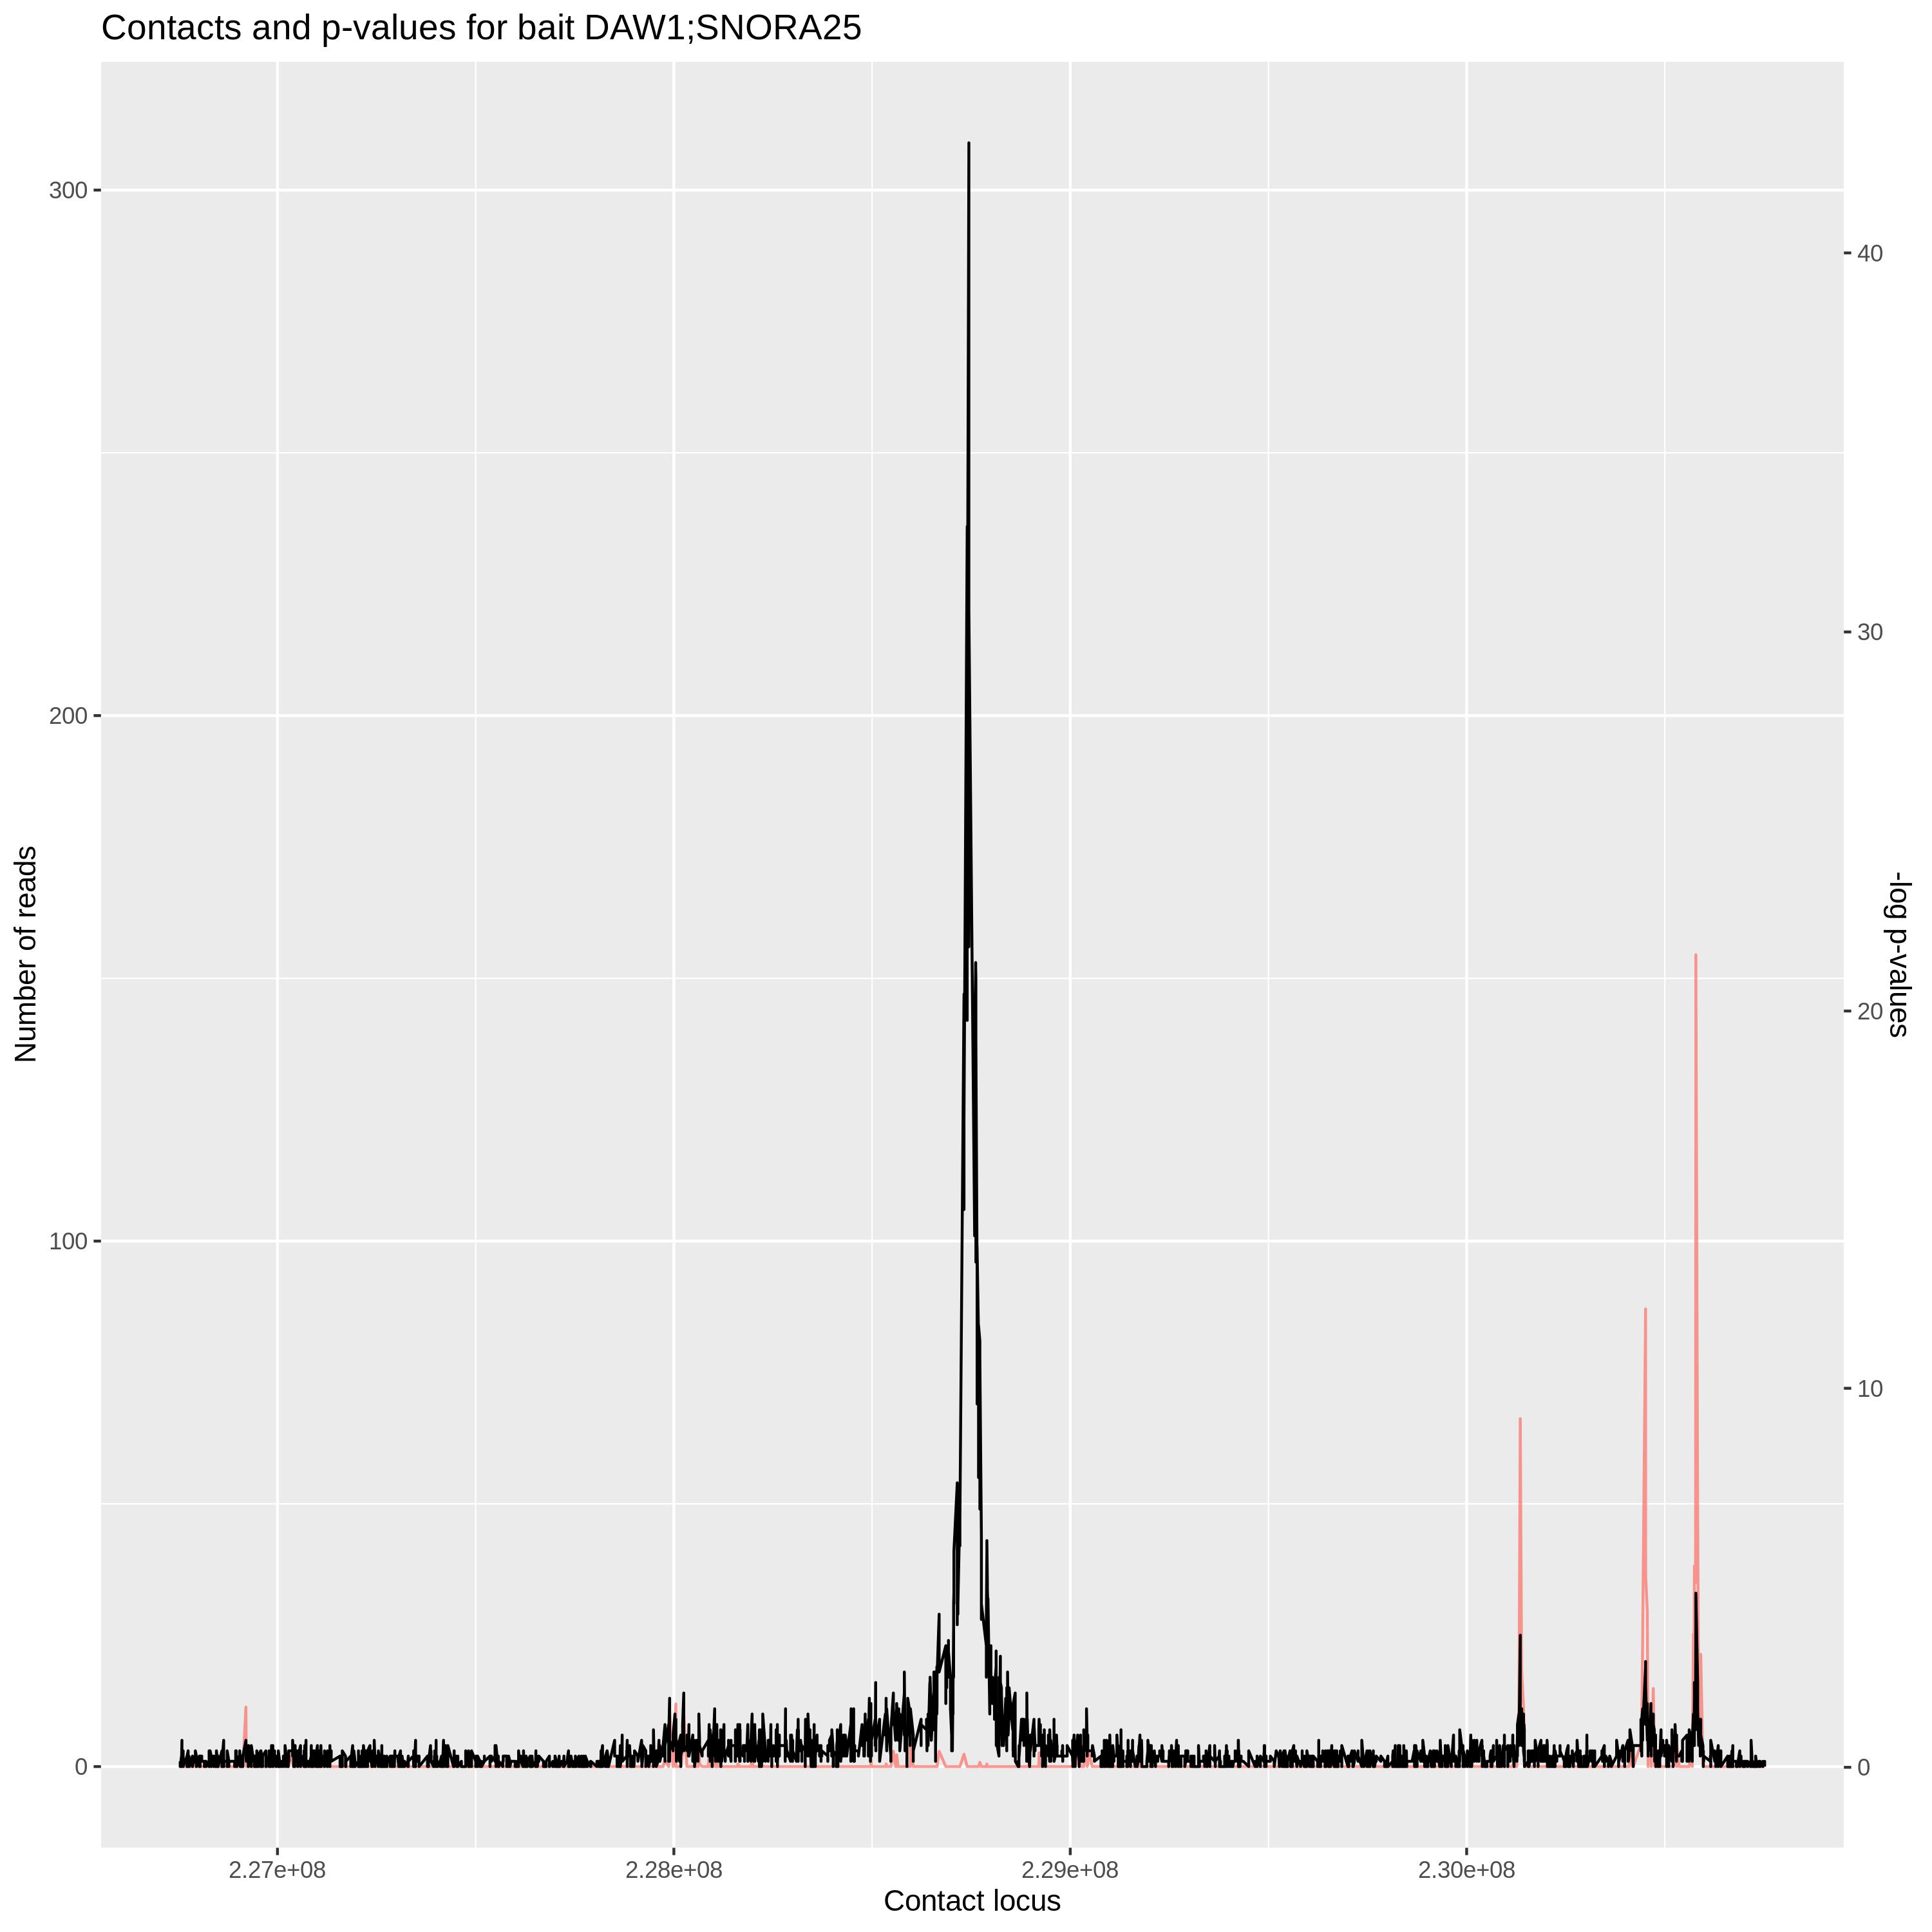 Contacts and p-values for bait DAW1;SNORA25
Number of reads
300
200
100
0
40
30
20
10
0
-log p-values
2.27e+08
2.28e+08
2.29e+08
2.30e+08
Contact locus